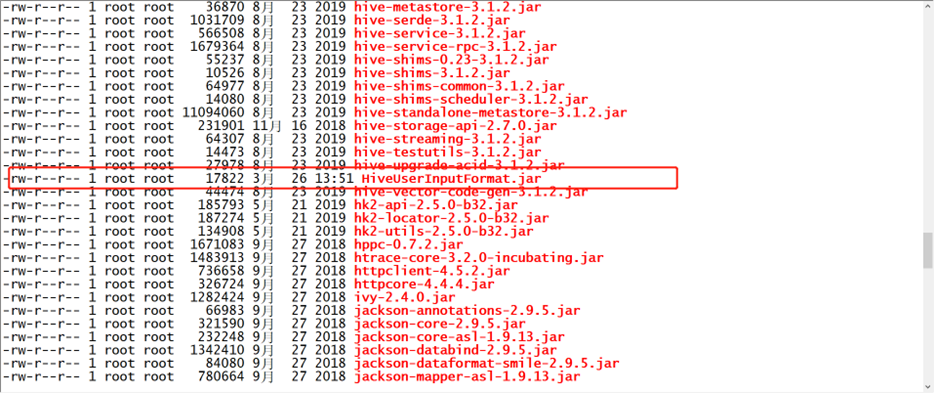 -rw-r--r-- 1 root root 36870 8月 23 2019 hive-metastore-3.1.2.jar
-rw-r--r-- 1 root root 1031709 8月 23 2019 hive-serde-3.1.2.jar
-rw-r--r-- 1 root root 566508 8月 23 2019 hive-service-3.1.2.jar
-rw-r--r-- 1 root root 1679364 8月 23 2019 hive-service-rpc-3.1.2.jar
-rw-r--r-- 1 root root 55237 8月 23 2019 hive-shims-0.23-3.1.2.jar
-rw-r--r-- 1 root root 10526 8月 23 2019 hive-shims-3.1.2.jar
-rw-r--r-- 1 root root 64977 8月 23 2019 hive-shims-common-3.1.2.jar
-rw-r--r-- 1 root root 14080 8月 23 2019 hive-shims-scheduler-3.1.2.jar
-rw-r--r-- 1 root root 11094060 8月 23 2019 hive-standalone-metastore-3.1.2.jar
-rw-r--r-- 1 root root 231901 11月 16 2018 hive-storage-api-2.7.0.jar
-rw-r--r-- 1 root root 64307 8月 23 2019 hive-streaming-3.1.2.jar
-rw-r--r-- 1 root root 14473 8月 23 2019 hive-testutils-3.1.2.jar
-rw-r--r-- 1 root root 27978 8月 23 2019 hive-upgrade-acid-3.1.2.jar
-rw-r--r-- 1 root root 17822 3月 26 13:51 HiveUserInputFormat.jar
-rw-r--r-- 1 root root 44474 8月 23 2019 hive-vector-code-gen-3.1.2.jar
-rw-r--r-- 1 root root 185793 5月 21 2019 hk2-api-2.5.0-b32.jar
-rw-r--r-- 1 root root 187274 5月 21 2019 hk2-locator-2.5.0-b32.jar
-rw-r--r-- 1 root root 134908 5月 21 2019 hk2-utils-2.5.0-b32.jar
-rw-r--r-- 1 root root 1671083 9月 27 2018 hppc-0.7.2.jar
-rw-r--r-- 1 root root 1483913 9月 27 2018 htrace-core-3.2.0-incubating.jar
-rw-r--r-- 1 root root 736658 9月 27 2018 httpclient-4.5.2.jar
-rw-r--r-- 1 root root 326724 9月 27 2018 httpcore-4.4.4.jar
-rw-r--r-- 1 root root 1282424 9月 27 2018 ivy-2.4.0.jar
-rw-r--r-- 1 root root 66983 9月 27 2018 jackson-annotations-2.9.5.jar
-rw-r--r-- 1 root root 321590 9月 27 2018 jackson-core-2.9.5.jar
-rw-r--r-- 1 root root 232248 9月 27 2018 jackson-core-asl-1.9.13.jar
-rw-r--r-- 1 root root 1342410 9月 27 2018 jackson-databind-2.9.5.jar
-rw-r--r-- 1 root root 84080 9月 27 2018 jackson-dataformat-smile-2.9.5.jar
-rw-r--r-- 1 root root 780664 9月 27 2018 jackson-mapper-asl-1.9.13.jar